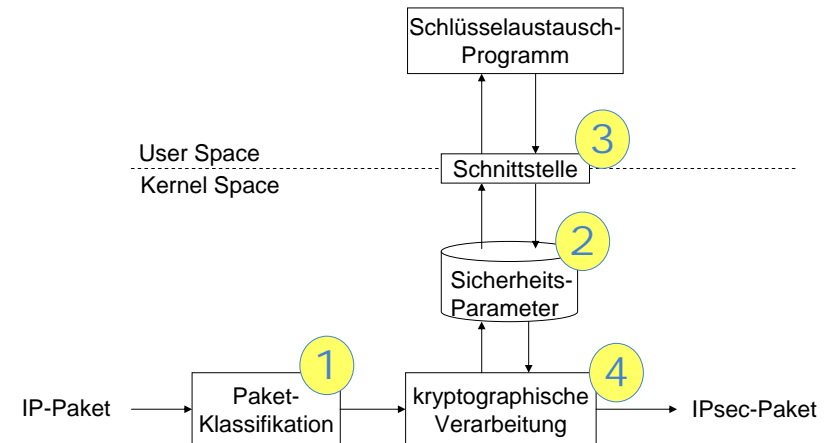 Schlüsselaustausch-
Programm
3
User Space
Schnittstelle
Kernel Space
2
Sicherheits-
Parameter
1
4
IP-Paket
Paket-
Klassifikation
kryptographische
Verarbeitung
IPsec-Paket